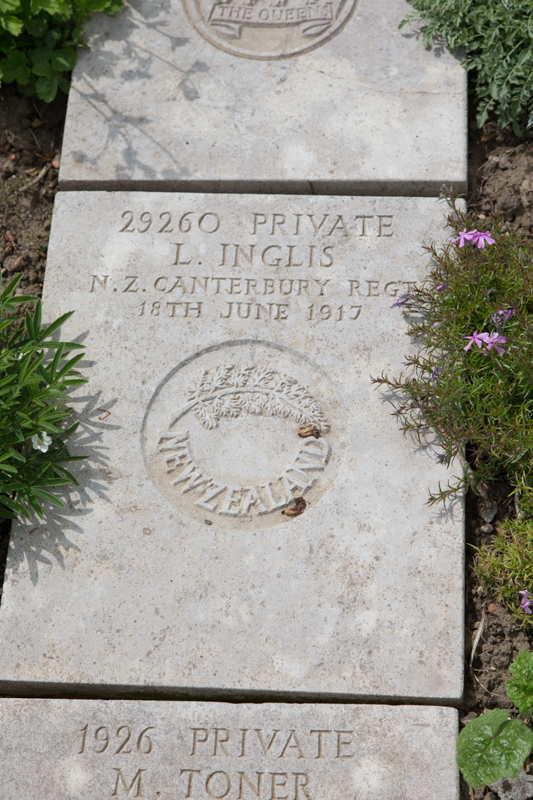 THE QUEEN'S
29260 PRIVATE
L. INGLIS
N.Z. CANTERBURY REGT
18TH JUNE 1917
NEW ZEALAND
1926 PRIVATE
M. TONER